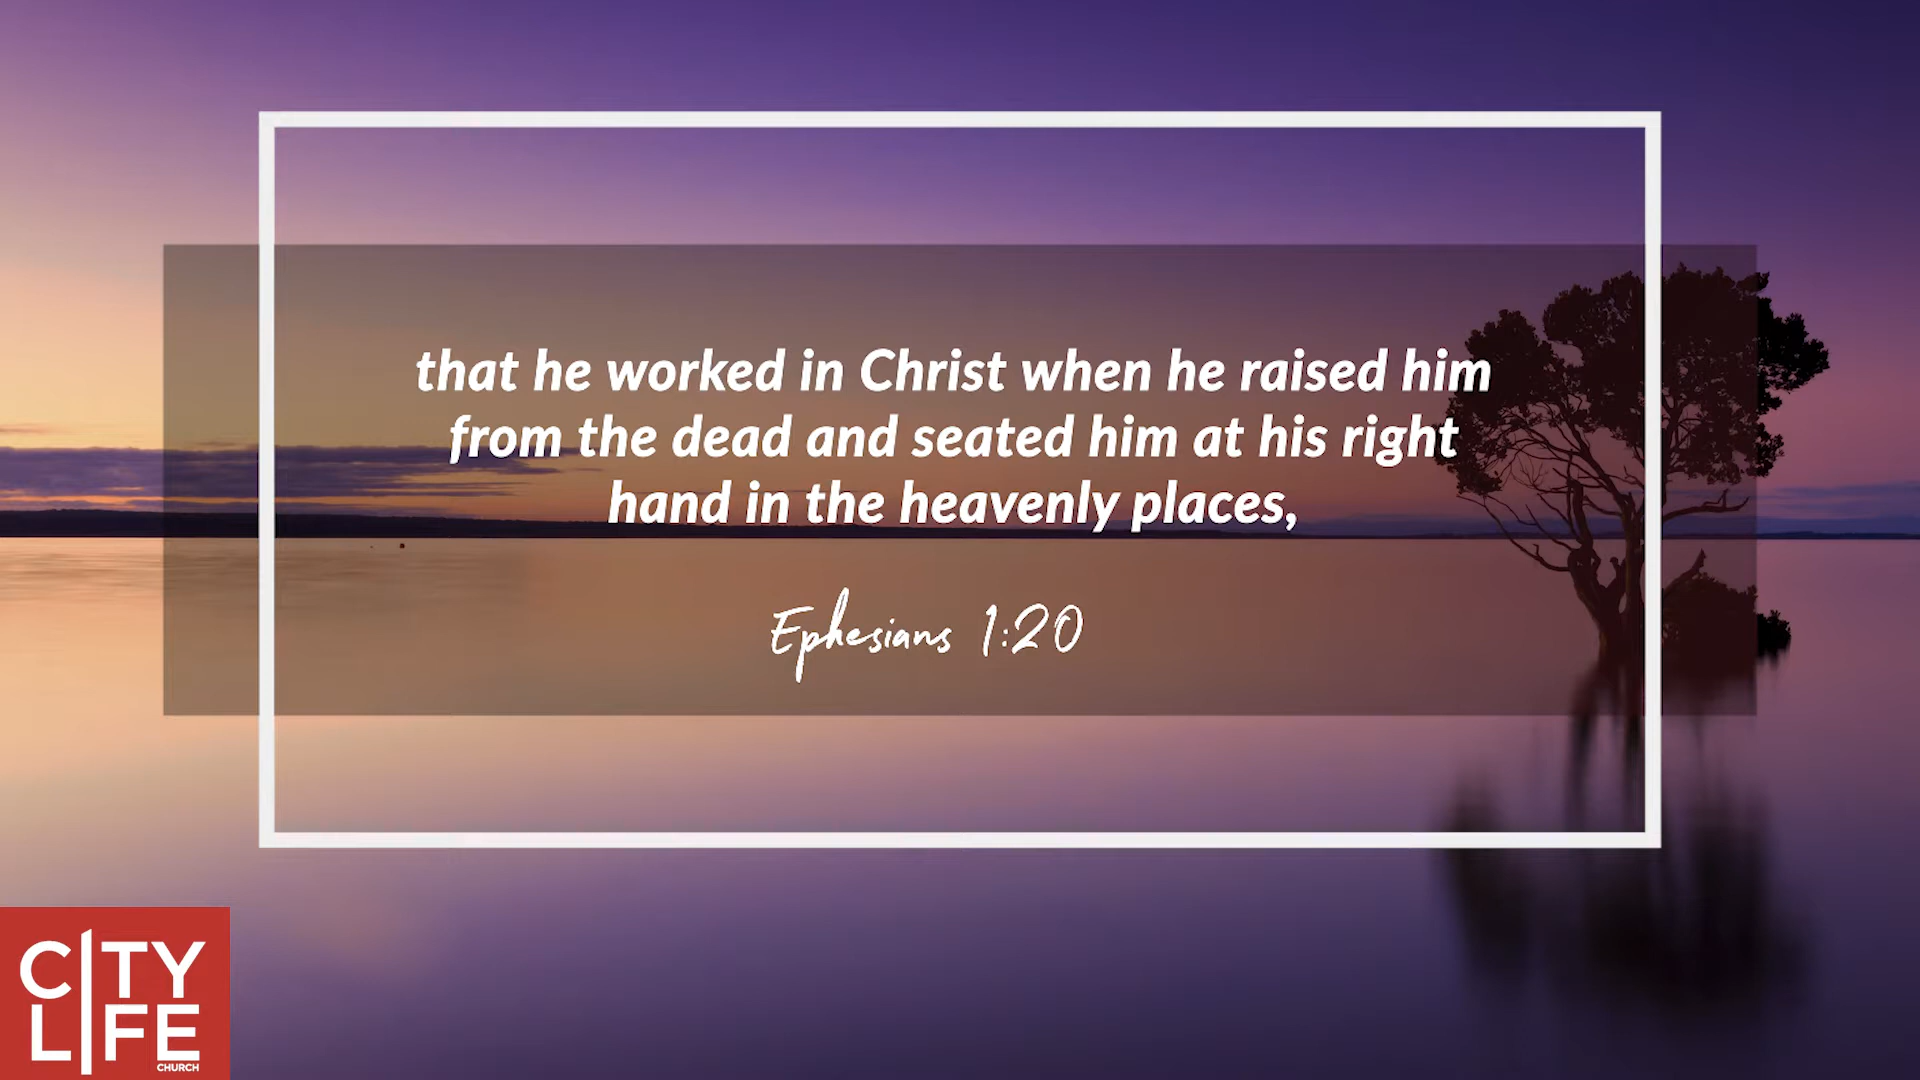 that he worked in Christ when he raised him
from the dead and seated him at his right
hand in the heavenly places,
Ephesians 1:20
CITY
LIFE
CHURCH